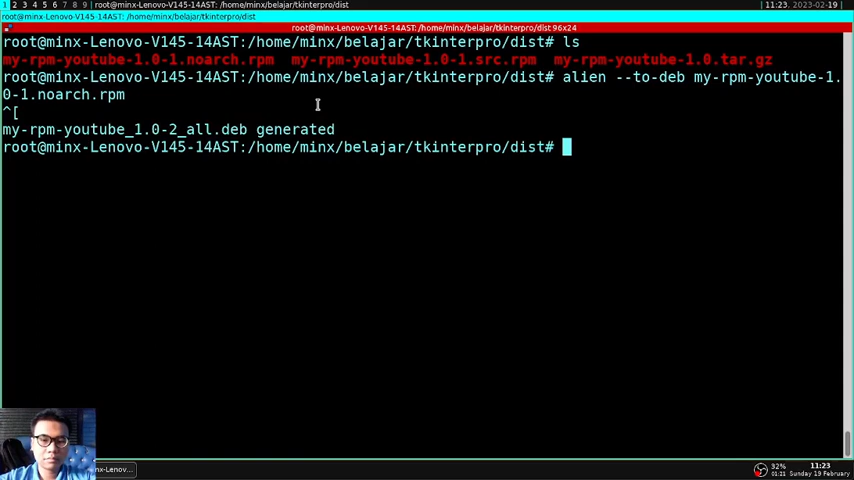 1 2 3 4 5 6 7 8 9 | root@minx-Lenovo-V145-14AST: /home/minx/belajar/tkinterpro/dist
| 11:23, 2023-02-19 |
root@minx-Lenovo-V145-14AST: /home/minx/belajar/tkinterpro/dist
root@minx-Lenovo-V145-14AST: /home/minx/belajar/tkinterpro/dist 96x24
root@minx-Lenovo-V145-14AST:/home/minx/belajar/tkinterpro/dist# ls
my-rpm-youtube-1.0-1.noarch.rpm my-rpm-youtube-1.0-1.src.rpm my-rpm-youtube-1.0.tar.gz
root@minx-Lenovo-V145-14AST:/home/minx/belajar/tkinterpro/dist# alien --to-deb my-rpm-youtube-1.
0-1.noarch.rpm
^[
my-rpm-youtube_1.0-2_all.deb generated
root@minx-Lenovo-V145-14AST:/home/minx/belajar/tkinterpro/dist#
nx-Lenov...
32%
01:21
11:23
Sunday 19 February